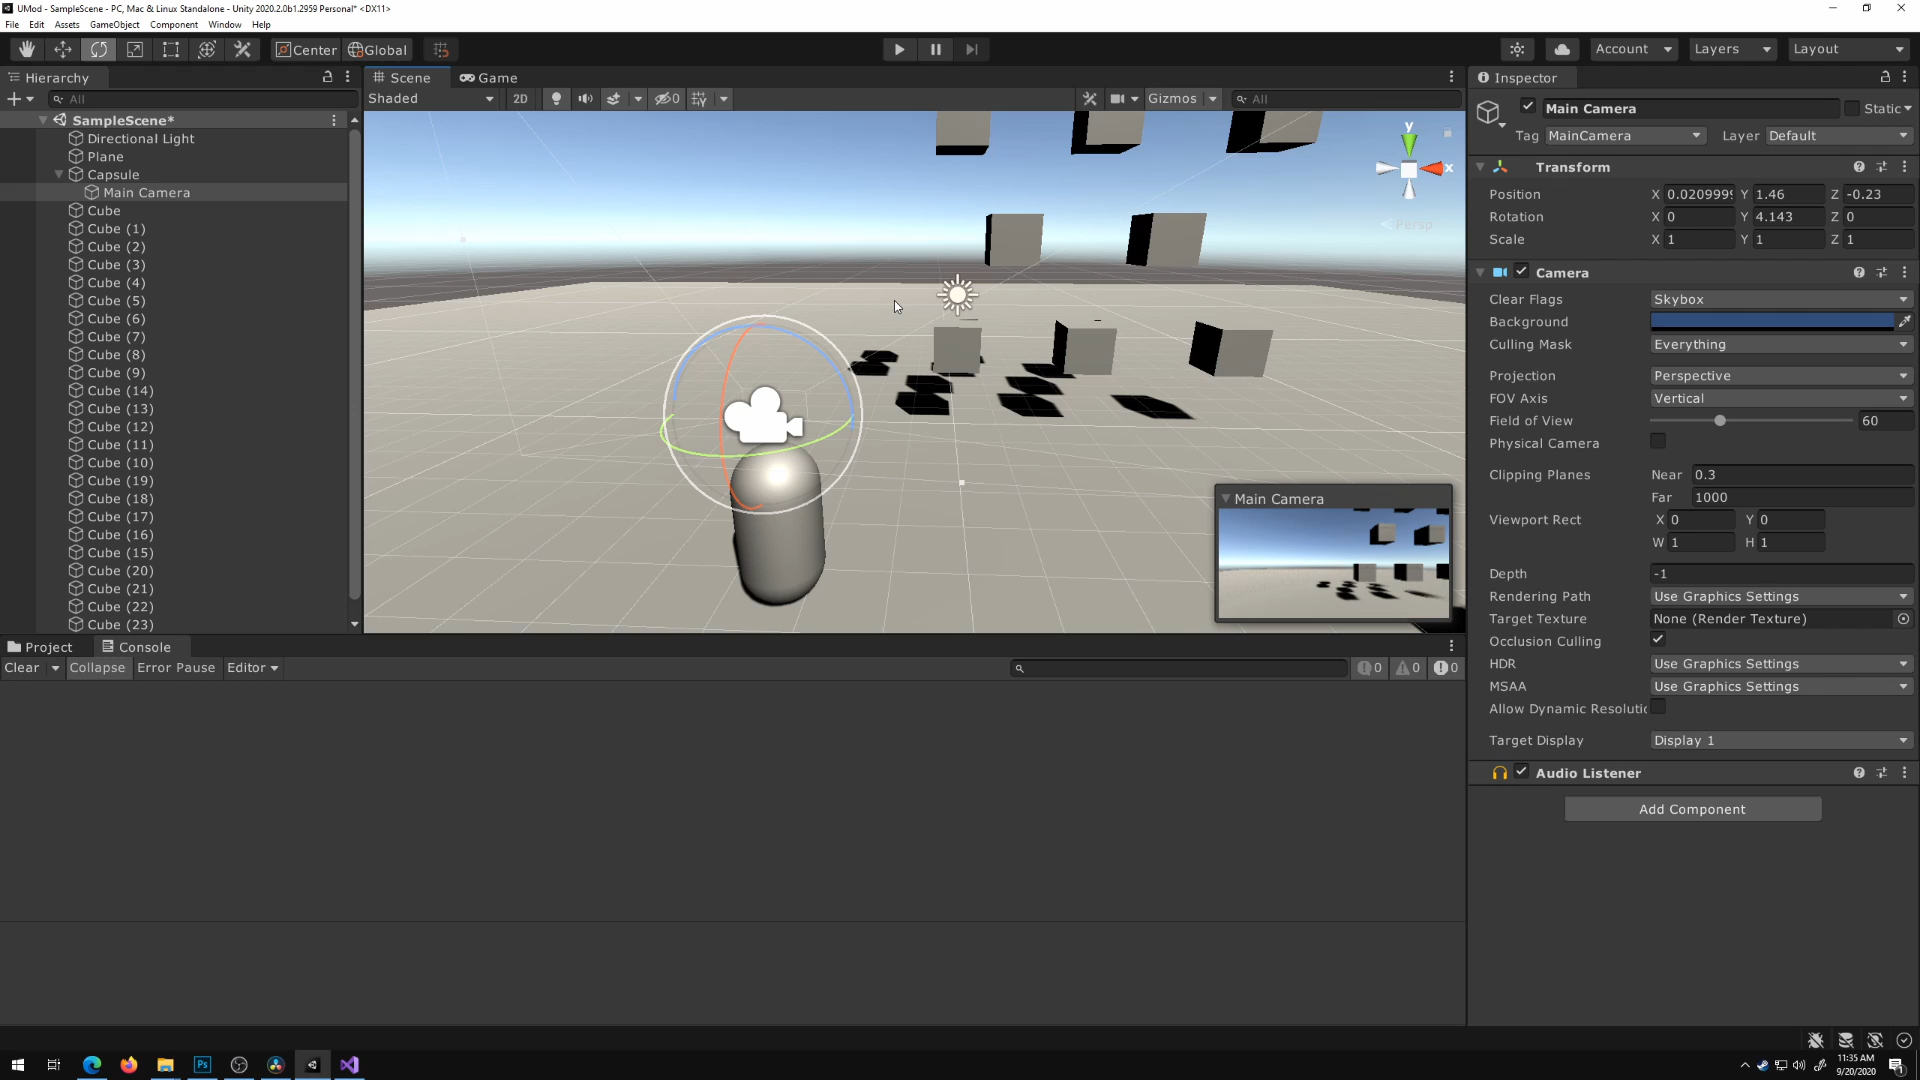 UMod - SampleScene - PC, Mac & Linux Standalone - Unity 2020.2.0b1.2959 Personal* <DX11>
File Edit Assets GameObject Component Window Help
Center Global Account Layers Layout
Hierarchy
All
SampleScene*
Directional Light
Plane
Capsule
Main Camera
Cube
Cube (1)
Cube (2)
Cube (3)
Cube (4)
Cube (5)
Cube (6)
Cube (7)
Cube (8)
Cube (9)
Cube (14)
Cube (13)
Cube (12)
Cube (11)
Cube (10)
Cube (19)
Cube (18)
Cube (17)
Cube (16)
Cube (15)
Cube (20)
Cube (21)
Cube (22)
Cube (23)
Scene Game
Shaded 2D 0 Gizmos All
y
x
Persp
Main Camera
Project Console
Clear Collapse Error Pause Editor 0 0 0
Inspector
Main Camera Static
Tag MainCamera Layer Default
Transform
Position X 0.0209999 Y 1.46 Z -0.23
Rotation X 0 Y 4.143 Z 0
Scale X 1 Y 1 Z 1
Camera
Clear Flags Skybox
Background
Culling Mask Everything
Projection Perspective
FOV Axis Vertical
Field of View 60
Physical Camera
Clipping Planes Near 0.3
Far 1000
Viewport Rect X 0 Y 0
W 1 H 1
Depth -1
Rendering Path Use Graphics Settings
Target Texture None (Render Texture)
Occlusion Culling
HDR Use Graphics Settings
MSAA Use Graphics Settings
Allow Dynamic Resolutic
Target Display Display 1
Audio Listener
Add Component
Ps
11:35 AM
9/20/2020
1